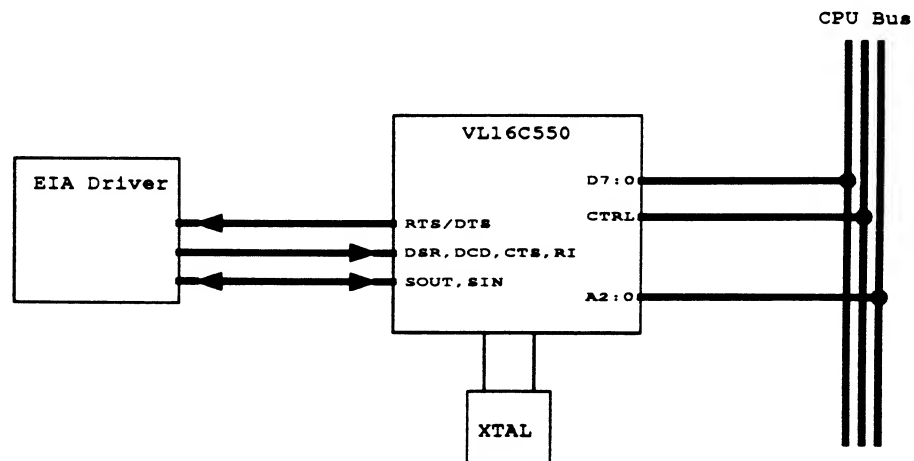 CPU Bus
VL16C550
EIA Driver
D7:0
RTS/DTS
CTRL
DSR,DCD,CTS,RI
SOUT,SIN
A2:0
XTAL